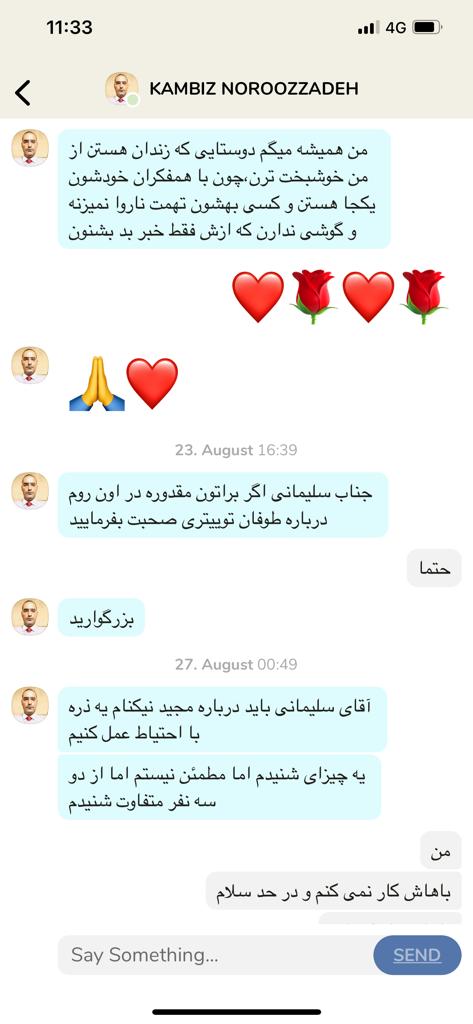 11:33
4G
KAMBIZ NOROOZZADEH
من همیشه میگم دوستایی که زندان هستن از
من خوشبخت ترن،چون با همفکران خودشون
یکجا هستن و کسی بهشون تهمت ناروا نمیزنه
و گوشی ندارن که ازش فقط خبر بد بشنون
❤️🌹❤️🌹
🙏❤️
23. August 16:39
جناب سلیمانی اگر براتون مقدوره در اون روم
درباره طوفان توییتری صحبت بفرمایید
حتما
بزرگوارید
27. August 00:49
آقای سلیمانی باید درباره مجید نیکنام یه ذره
با احتیاط عمل کنیم
یه چیزای شنیدم اما مطمئن نیستم اما از دو
سه نفر متفاوت شنیدم
من
باهاش کار نمی کنم و در حد سلام
Say Something...
SEND